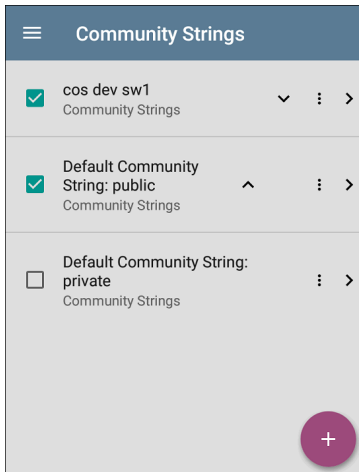 Community Strings
cos dev sw1
Community Strings
Default Community
String: public
Community Strings
Default Community String:
private
Community Strings